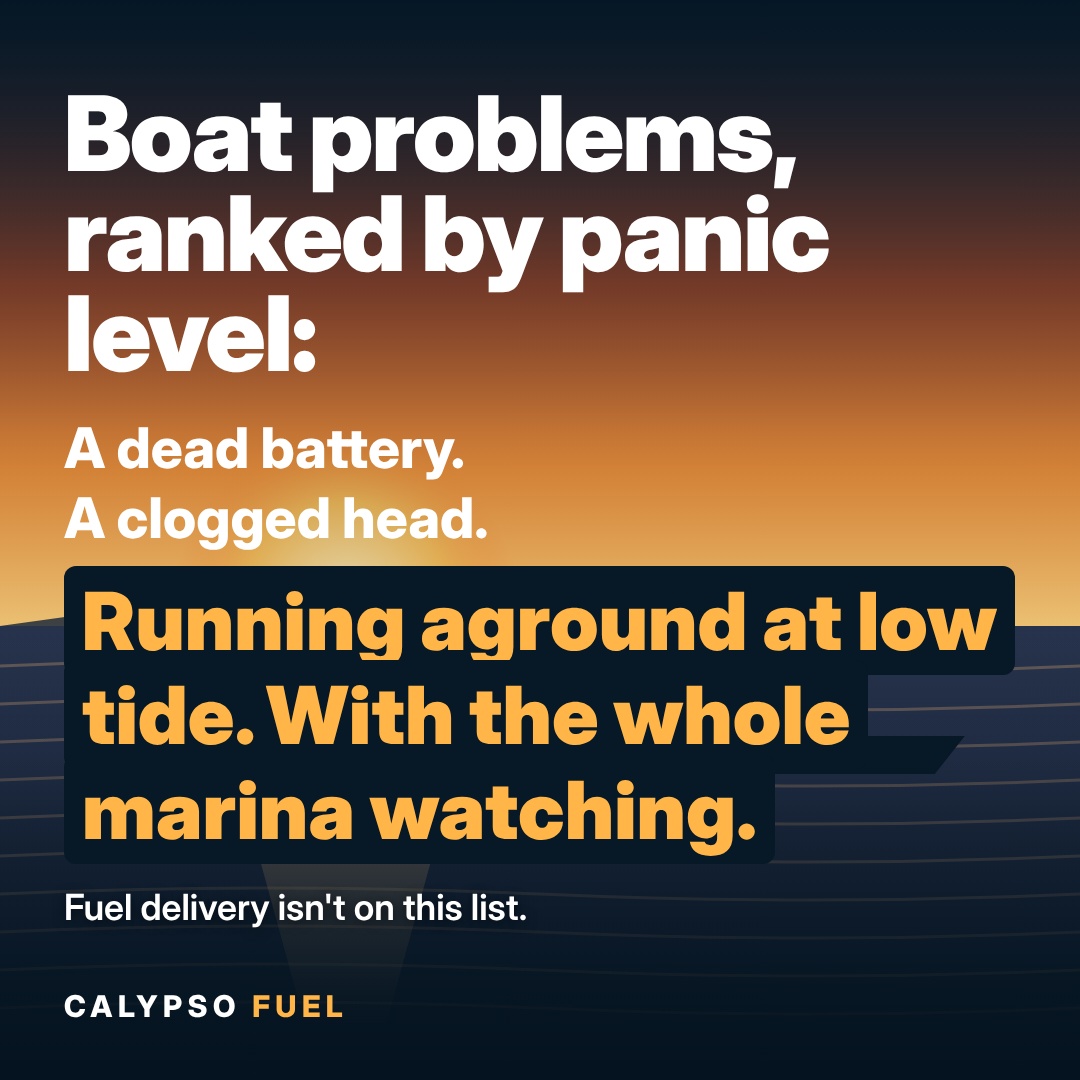 Boat problems,
ranked by panic
level:
A dead battery.
A clogged head.
Running aground at low
tide. With the whole
marina watching.
Fuel delivery isn't on this list.
CALYPSO FUEL